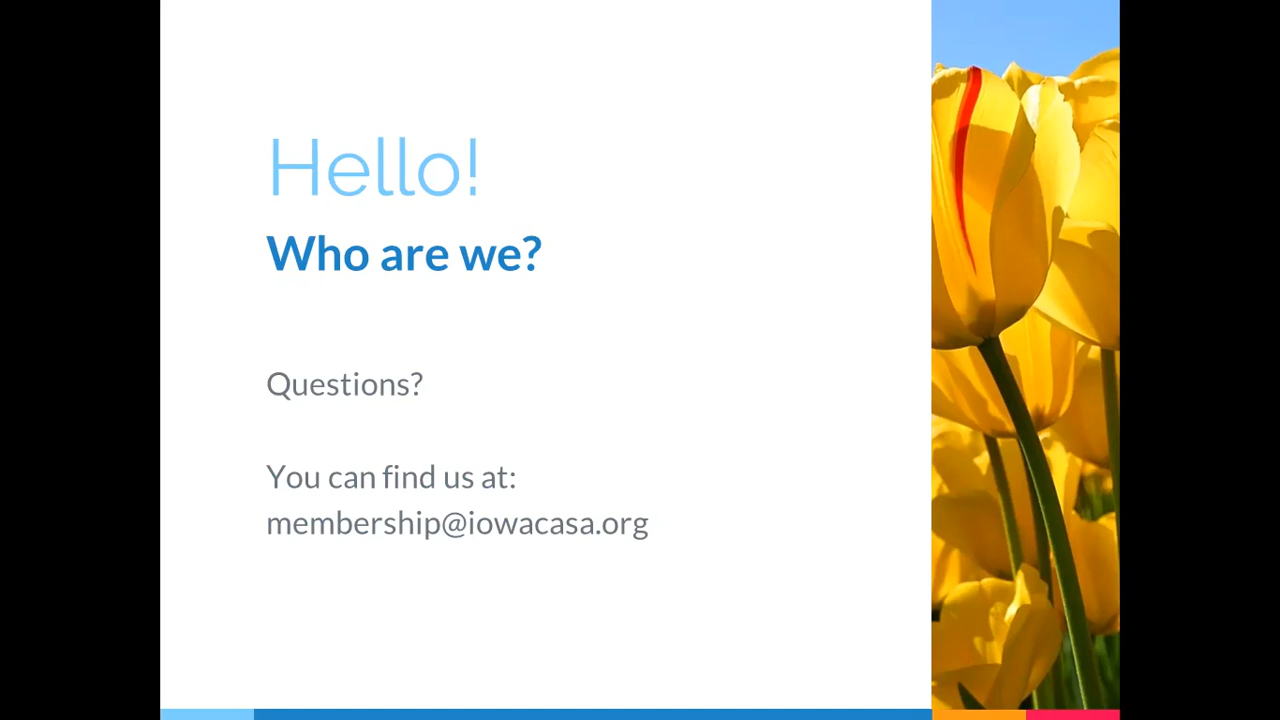 Hello!
Who are we?
Questions?
You can find us at:
membership@iowacasa.org